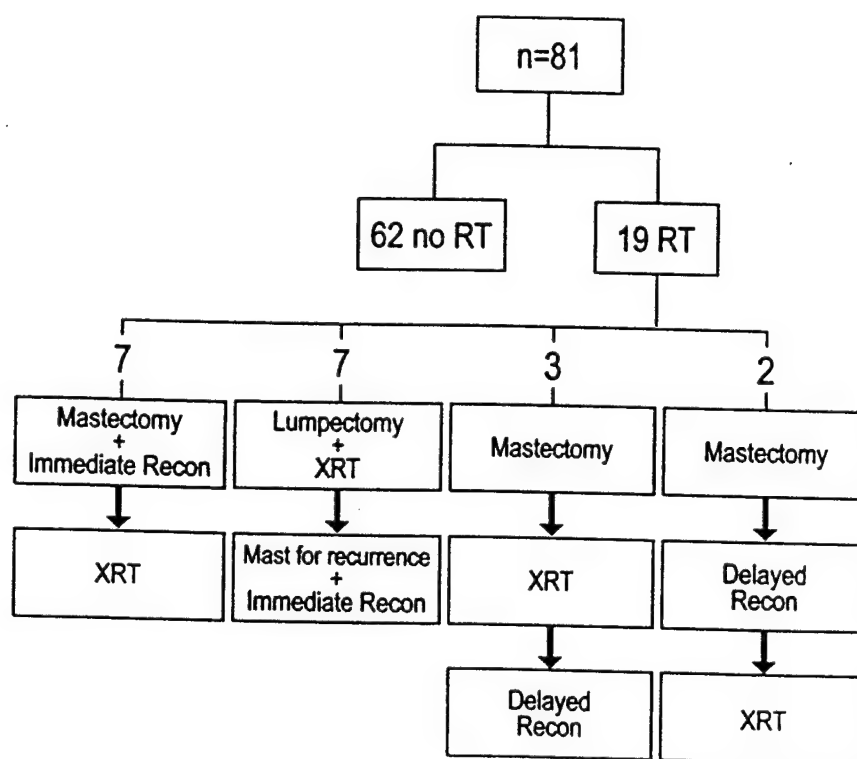 n=81
62 no RT
19 RT
7
7
3
2
Mastectomy
+
Immediate Recon
Lumpectomy
+
XRT
Mastectomy
Mastectomy
XRT
Mast for recurrence
+
Immediate Recon
XRT
Delayed
Recon
Delayed
Recon
XRT